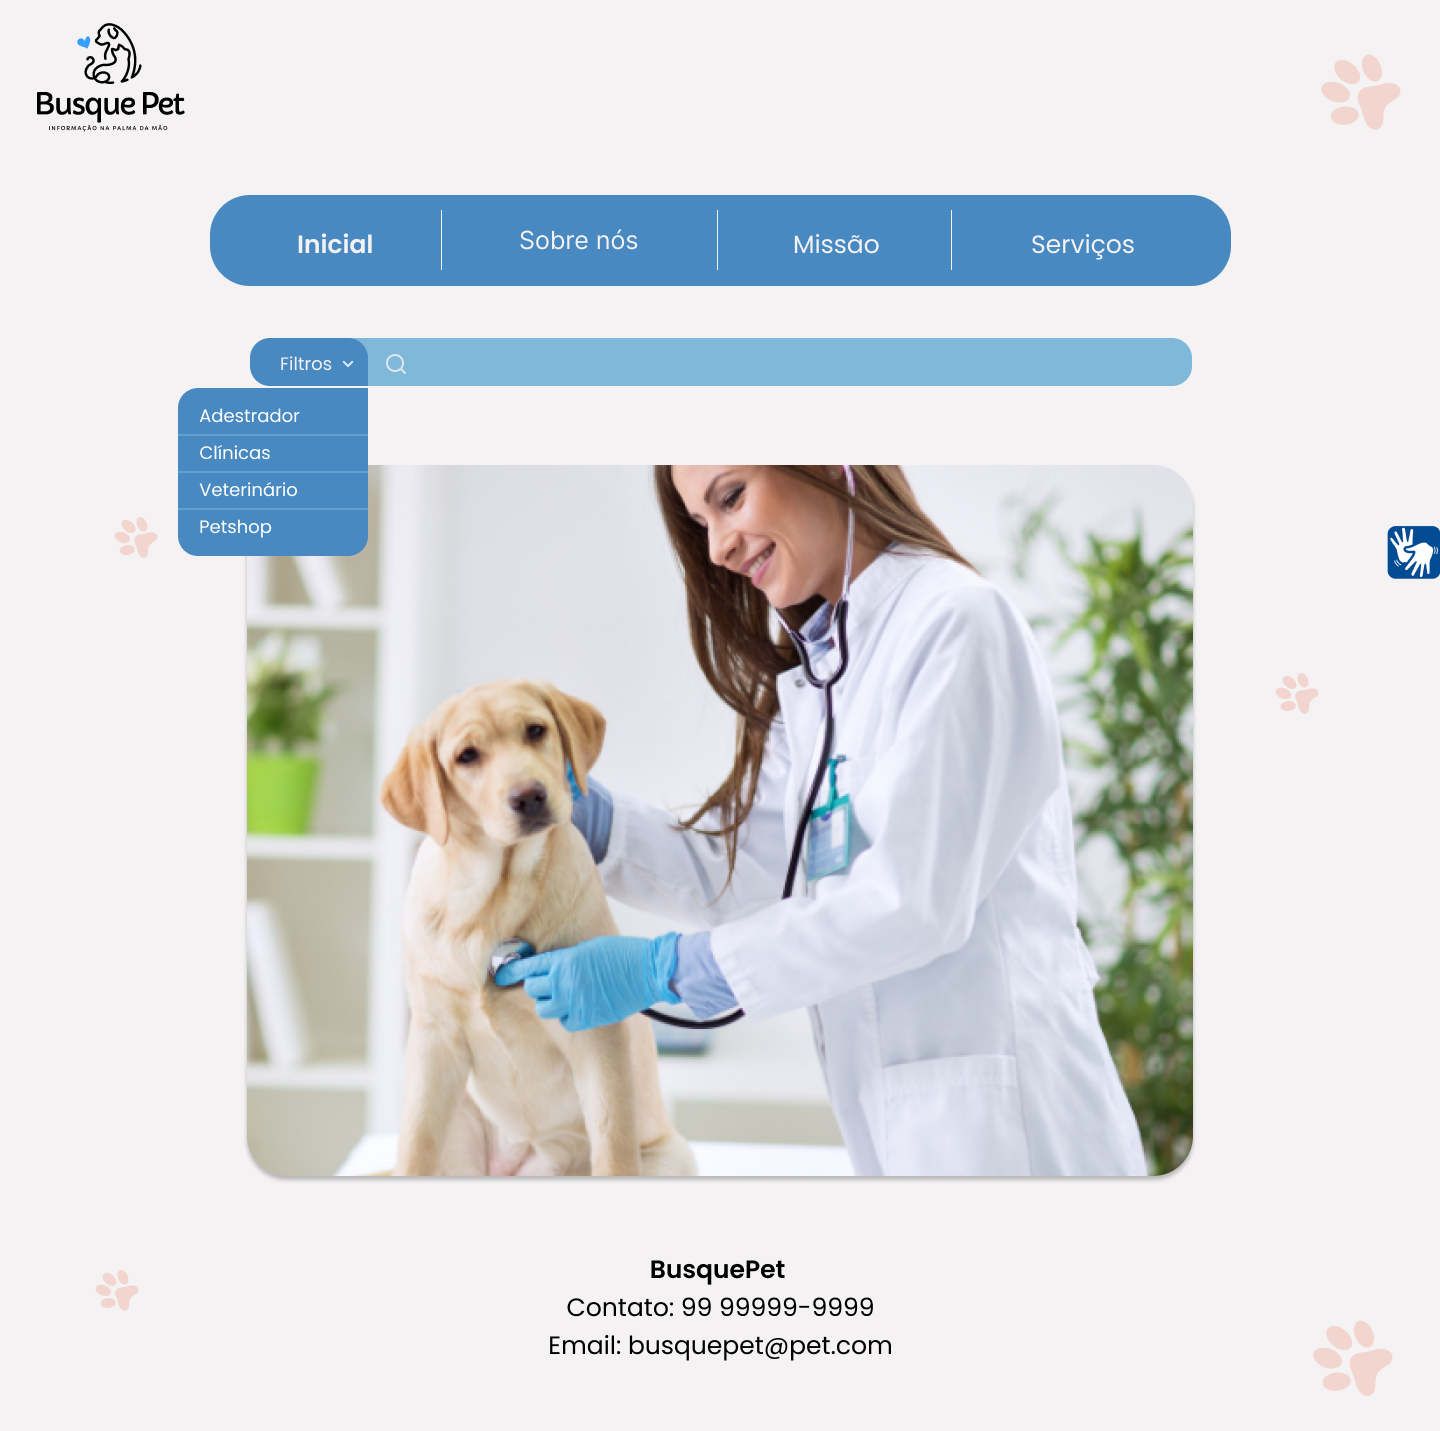 Busque Pet
INFORMAÇÃO NA PALMA DA MÃO
Inicial
Sobre nós
Missão
Serviços
Filtros
Adestrador
Clínicas
Veterinário
Petshop
BusquePet
Contato: 99 99999-9999
Email: busquepet@pet.com